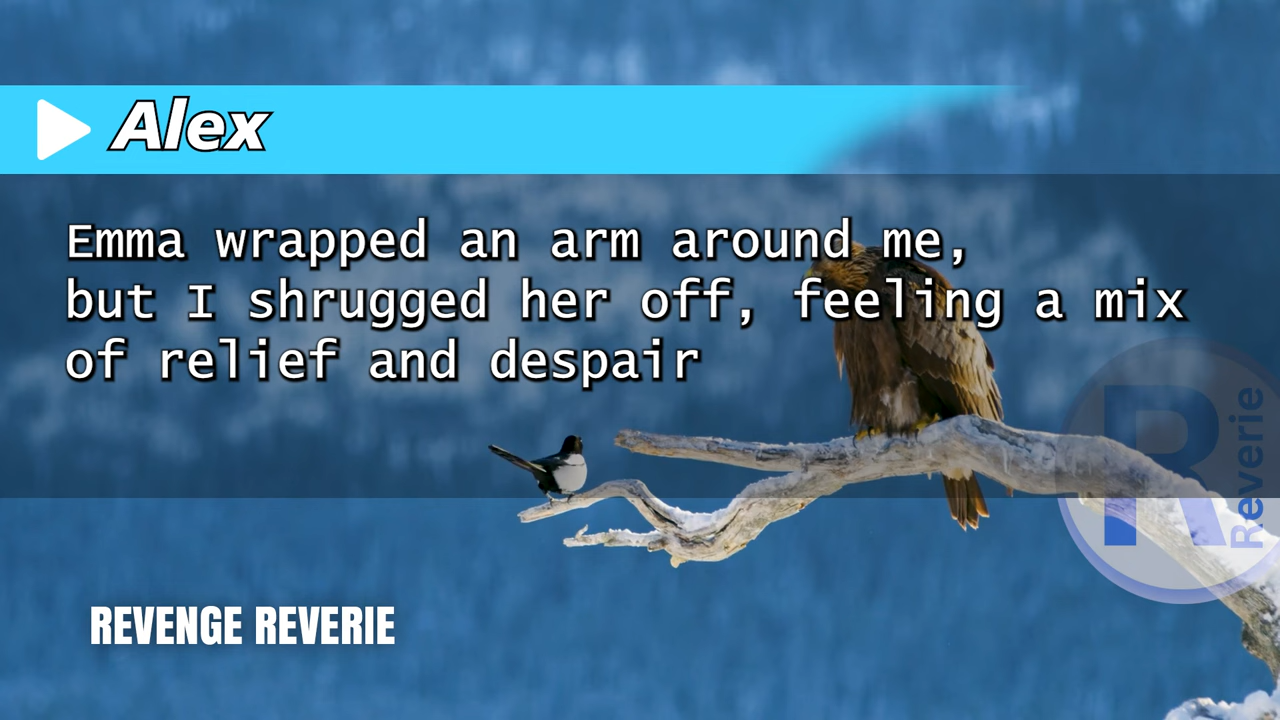 Alex
Emma wrapped an arm around me,
but I shrugged her off, feeling a mix
of relief and despair
R
Reverie
REVENGE REVERIE